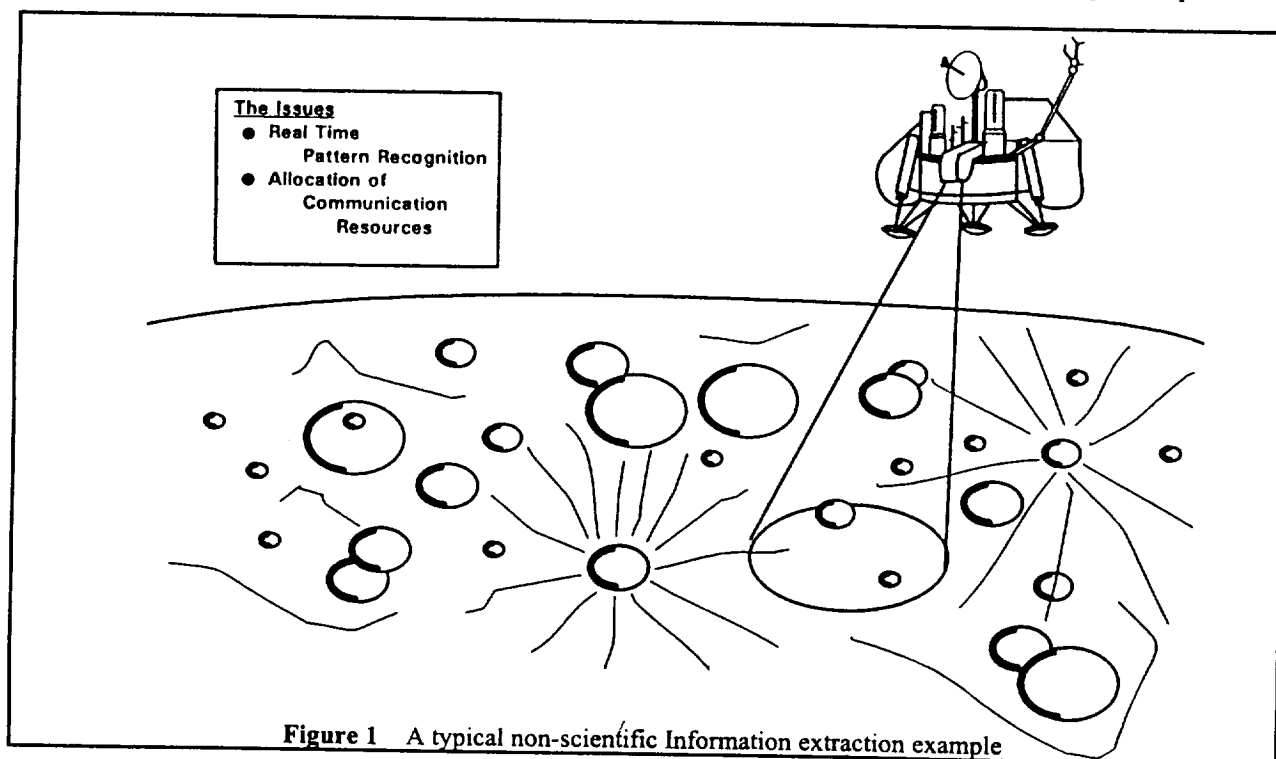 The Issues
● Real Time
Pattern Recognition
● Allocation of
Communication
Resources
Figure 1 A typical non-scientific Information extraction example